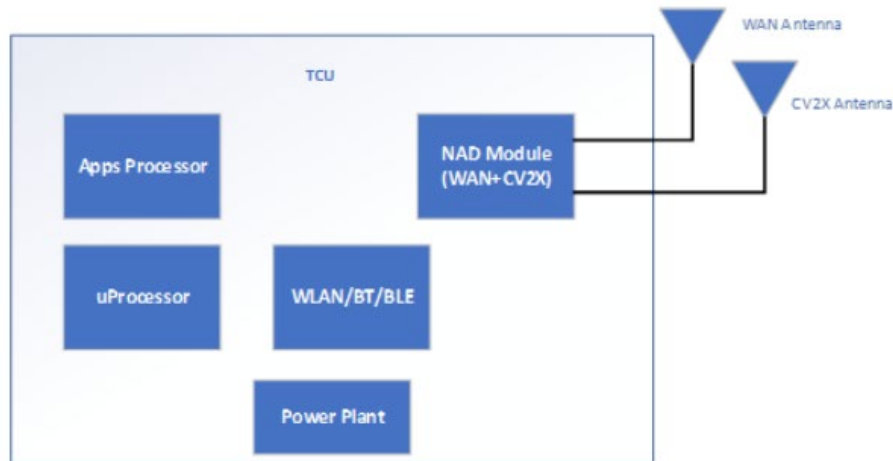 WAN Antenna
TCU
CV2X Antenna
Apps Processor
NAD Module
(WAN+CV2X)
uProcessor
WLAN/BT/BLE
Power Plant